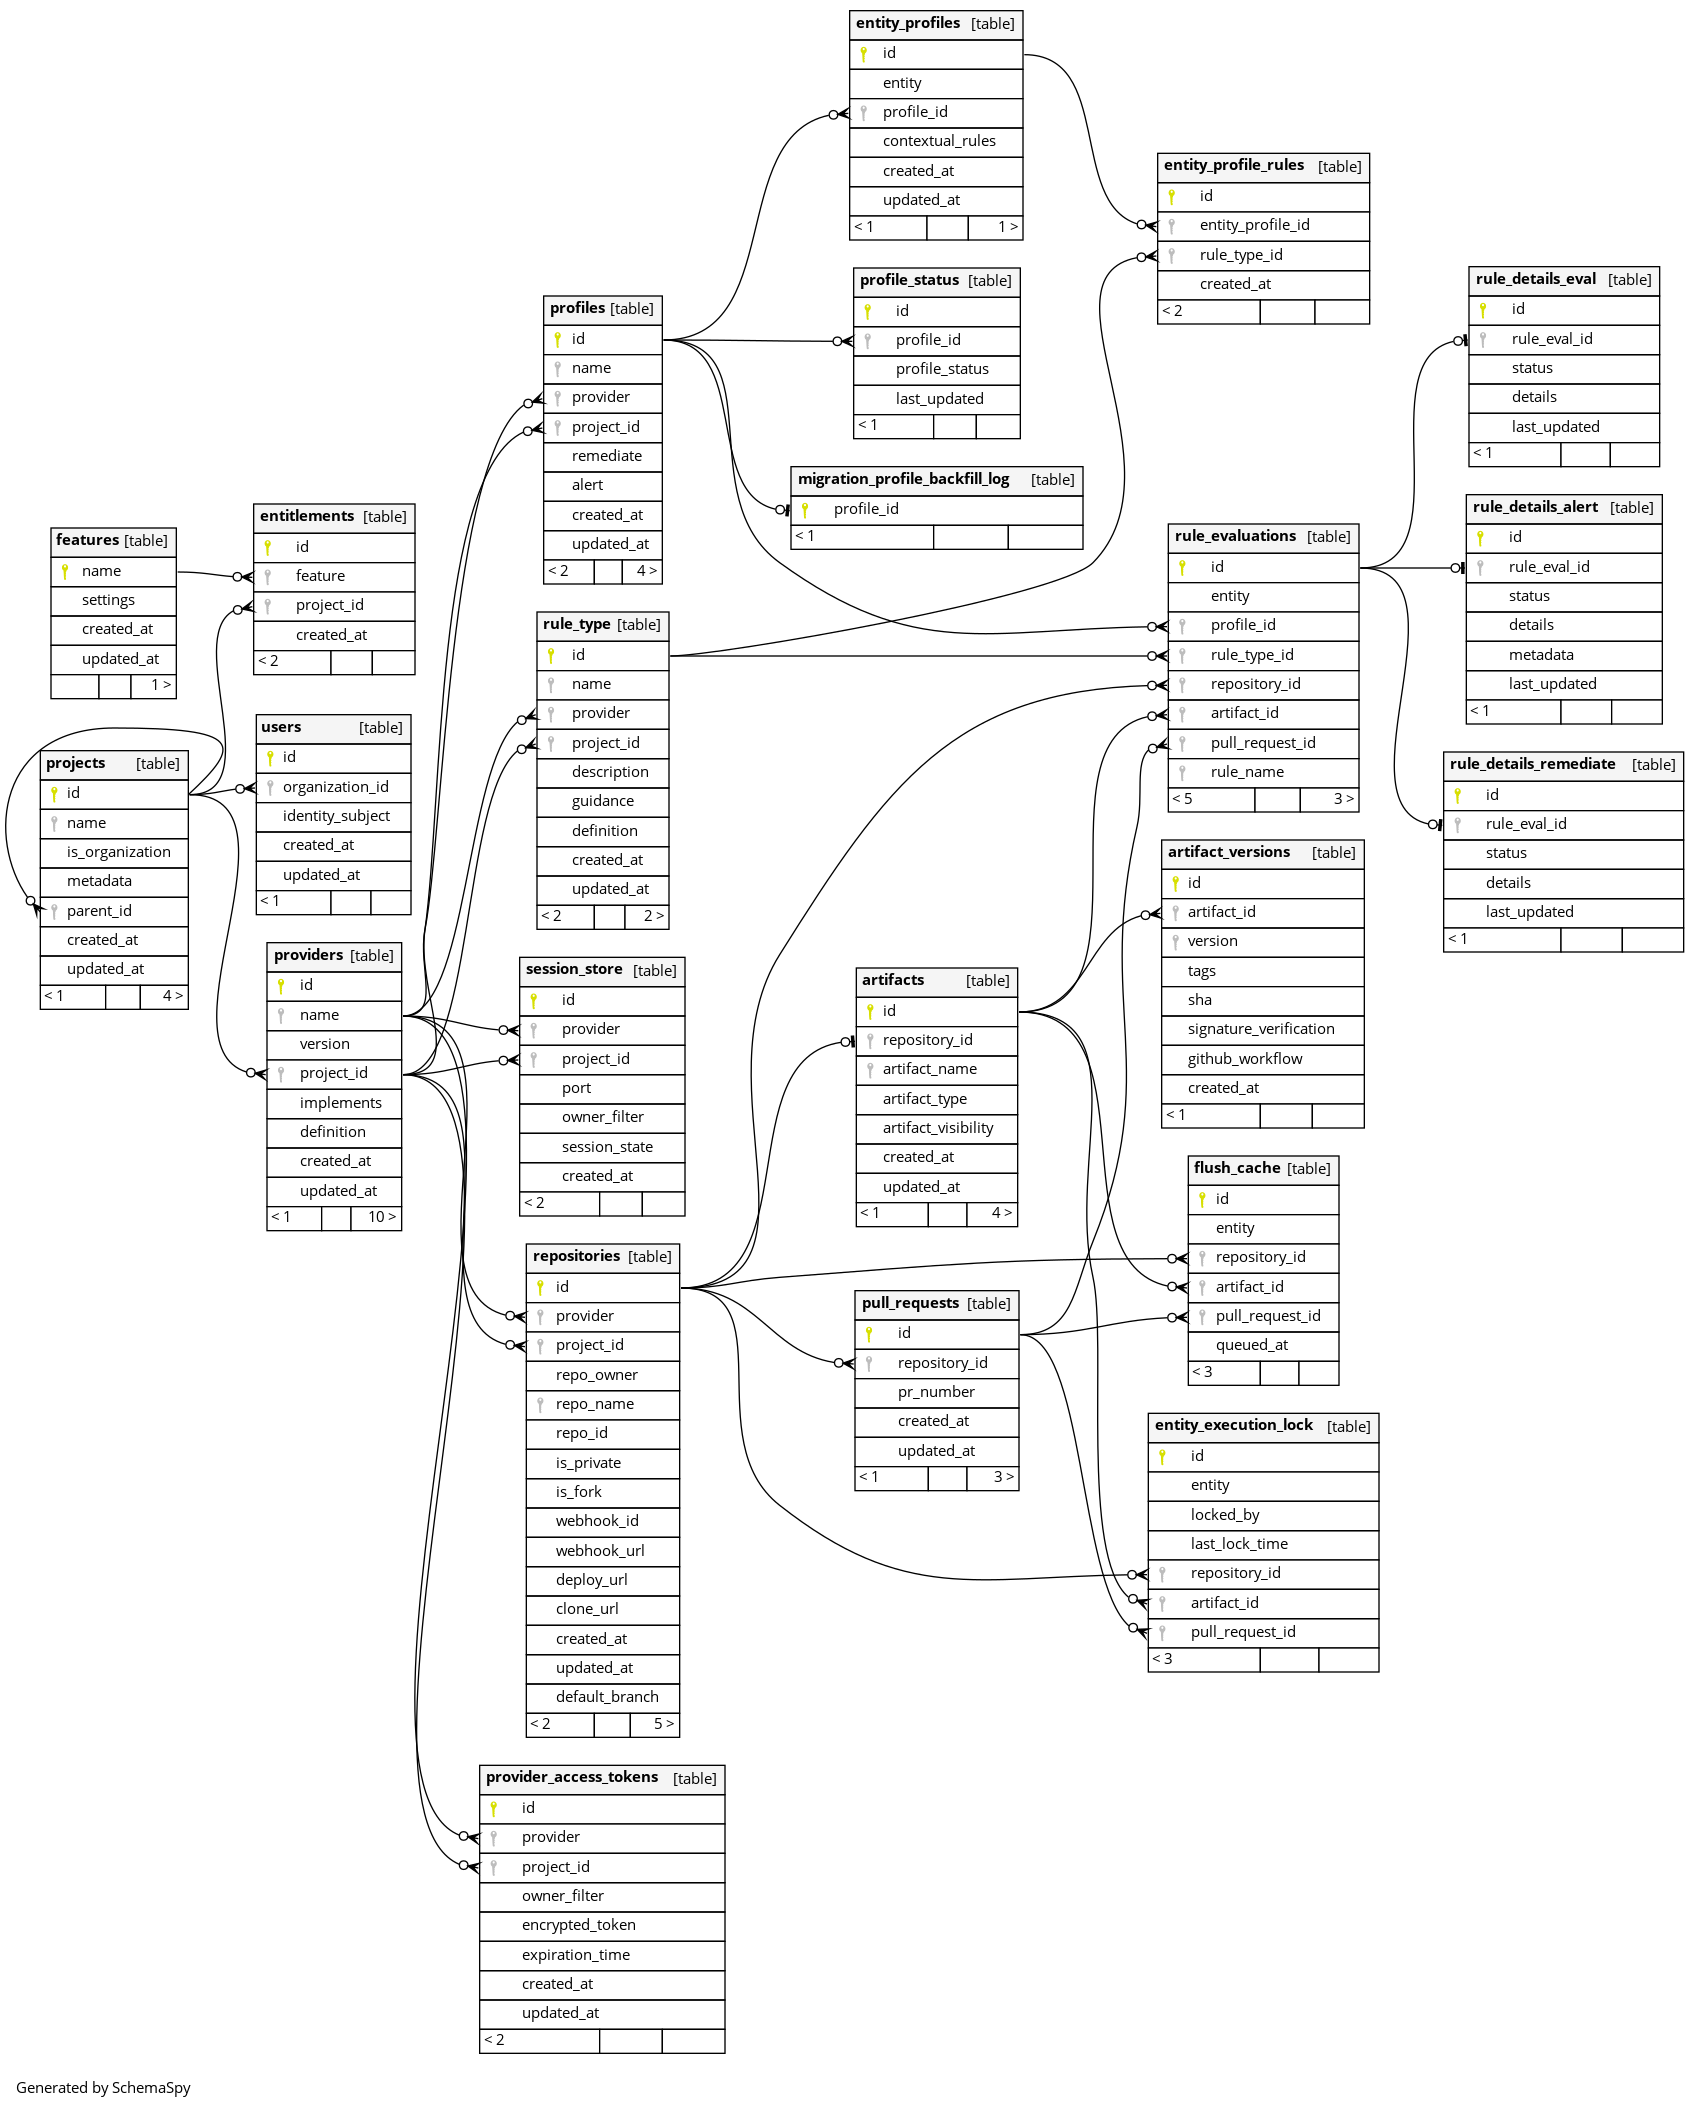 entity_profiles [table]
id
entity
profile_id
contextual_rules
created_at
updated_at
< 1 1 >
entity_profile_rules [table]
id
entity_profile_id
rule_type_id
created_at
< 2
profile_status [table]
id
profile_id
profile_status
last_updated
< 1
rule_details_eval [table]
id
rule_eval_id
status
details
last_updated
< 1
profiles [table]
id
name
provider
project_id
remediate
alert
created_at
updated_at
< 2 4 >
migration_profile_backfill_log [table]
profile_id
< 1
rule_details_alert [table]
id
rule_eval_id
status
details
metadata
last_updated
< 1
entitlements [table]
id
feature
project_id
created_at
< 2
features [table]
name
settings
created_at
updated_at
1 >
rule_evaluations [table]
id
entity
profile_id
rule_type_id
repository_id
artifact_id
pull_request_id
rule_name
< 5 3 >
rule_type [table]
id
name
provider
project_id
description
guidance
definition
created_at
updated_at
< 2 2 >
users [table]
id
organization_id
identity_subject
created_at
updated_at
< 1
projects [table]
id
name
is_organization
metadata
parent_id
created_at
updated_at
< 1 4 >
rule_details_remediate [table]
id
rule_eval_id
status
details
last_updated
< 1
artifact_versions [table]
id
artifact_id
version
tags
sha
signature_verification
github_workflow
created_at
< 1
providers [table]
id
name
version
project_id
implements
definition
created_at
updated_at
< 1 10 >
session_store [table]
id
provider
project_id
port
owner_filter
session_state
created_at
< 2
artifacts [table]
id
repository_id
artifact_name
artifact_type
artifact_visibility
created_at
updated_at
< 1 4 >
flush_cache [table]
id
entity
repository_id
artifact_id
pull_request_id
queued_at
< 3
repositories [table]
id
provider
project_id
repo_owner
repo_name
repo_id
is_private
is_fork
webhook_id
webhook_url
deploy_url
clone_url
created_at
updated_at
default_branch
< 2 5 >
pull_requests [table]
id
repository_id
pr_number
created_at
updated_at
< 1 3 >
entity_execution_lock [table]
id
entity
locked_by
last_lock_time
repository_id
artifact_id
pull_request_id
< 3
provider_access_tokens [table]
id
provider
project_id
owner_filter
encrypted_token
expiration_time
created_at
updated_at
< 2
Generated by SchemaSpy